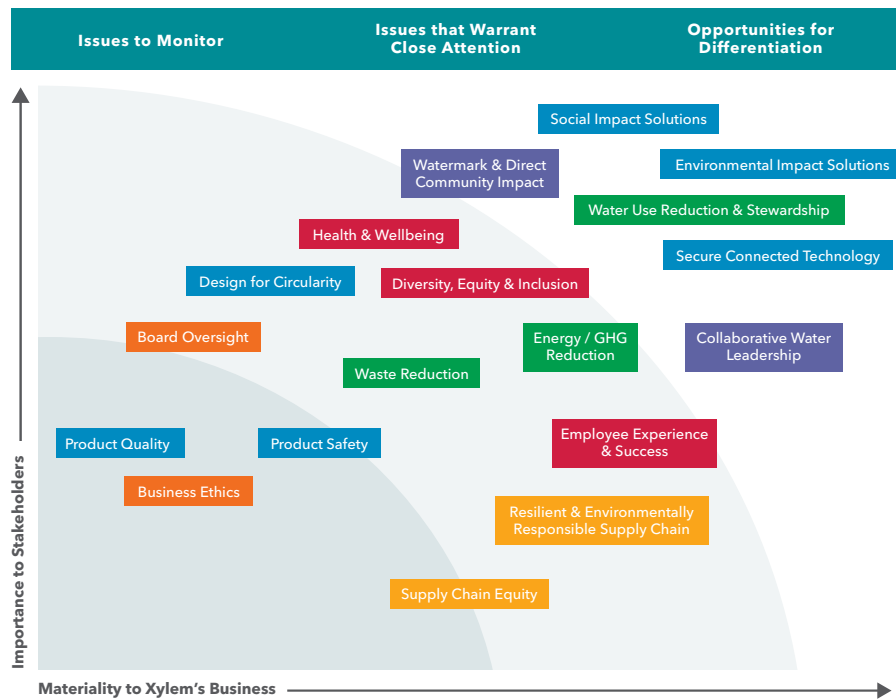 Issues to Monitor
Issues that Warrant
Close Attention
Opportunities for
Differentiation
Social Impact Solutions
Watermark & Direct
Community Impact
Environmental Impact Solutions
Water Use Reduction & Stewardship
Health & Wellbeing
Secure Connected Technology
Design for Circularity
Diversity, Equity & Inclusion
Board Oversight
Energy / GHG
Reduction
Collaborative Water
Leadership
Waste Reduction
Product Quality
Product Safety
Employee Experience
& Success
Business Ethics
Resilient & Environmentally
Responsible Supply Chain
Supply Chain Equity
Importance to Stakeholders
Materiality to Xylem's Business